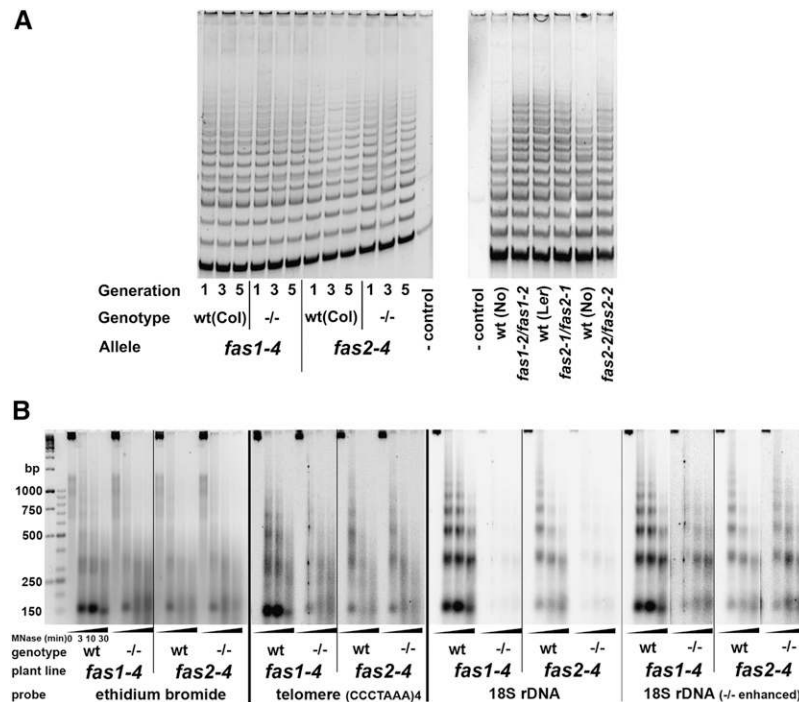 A
Generation 1 3 5 1 3 5 1 3 5 1 3 5
Genotype wt(Col) -/- wt(Col) -/-
Allele fas1-4 fas2-4
- control
- control
wt (No)
fas1-2/fas1-2
wt (Ler)
fas2-1/fas2-1
wt (No)
fas2-2/fas2-2
B
bp
1000
750
500
250
150
MNase (min) 0 3 10 30
genotype wt -/- wt -/- wt -/- wt -/- wt -/- wt -/- wt -/- wt -/-
plant line fas1-4 fas2-4 fas1-4 fas2-4 fas1-4 fas2-4 fas1-4 fas2-4
probe ethidium bromide telomere (CCCTAAA)4 18S rDNA 18S rDNA (-/- enhanced)